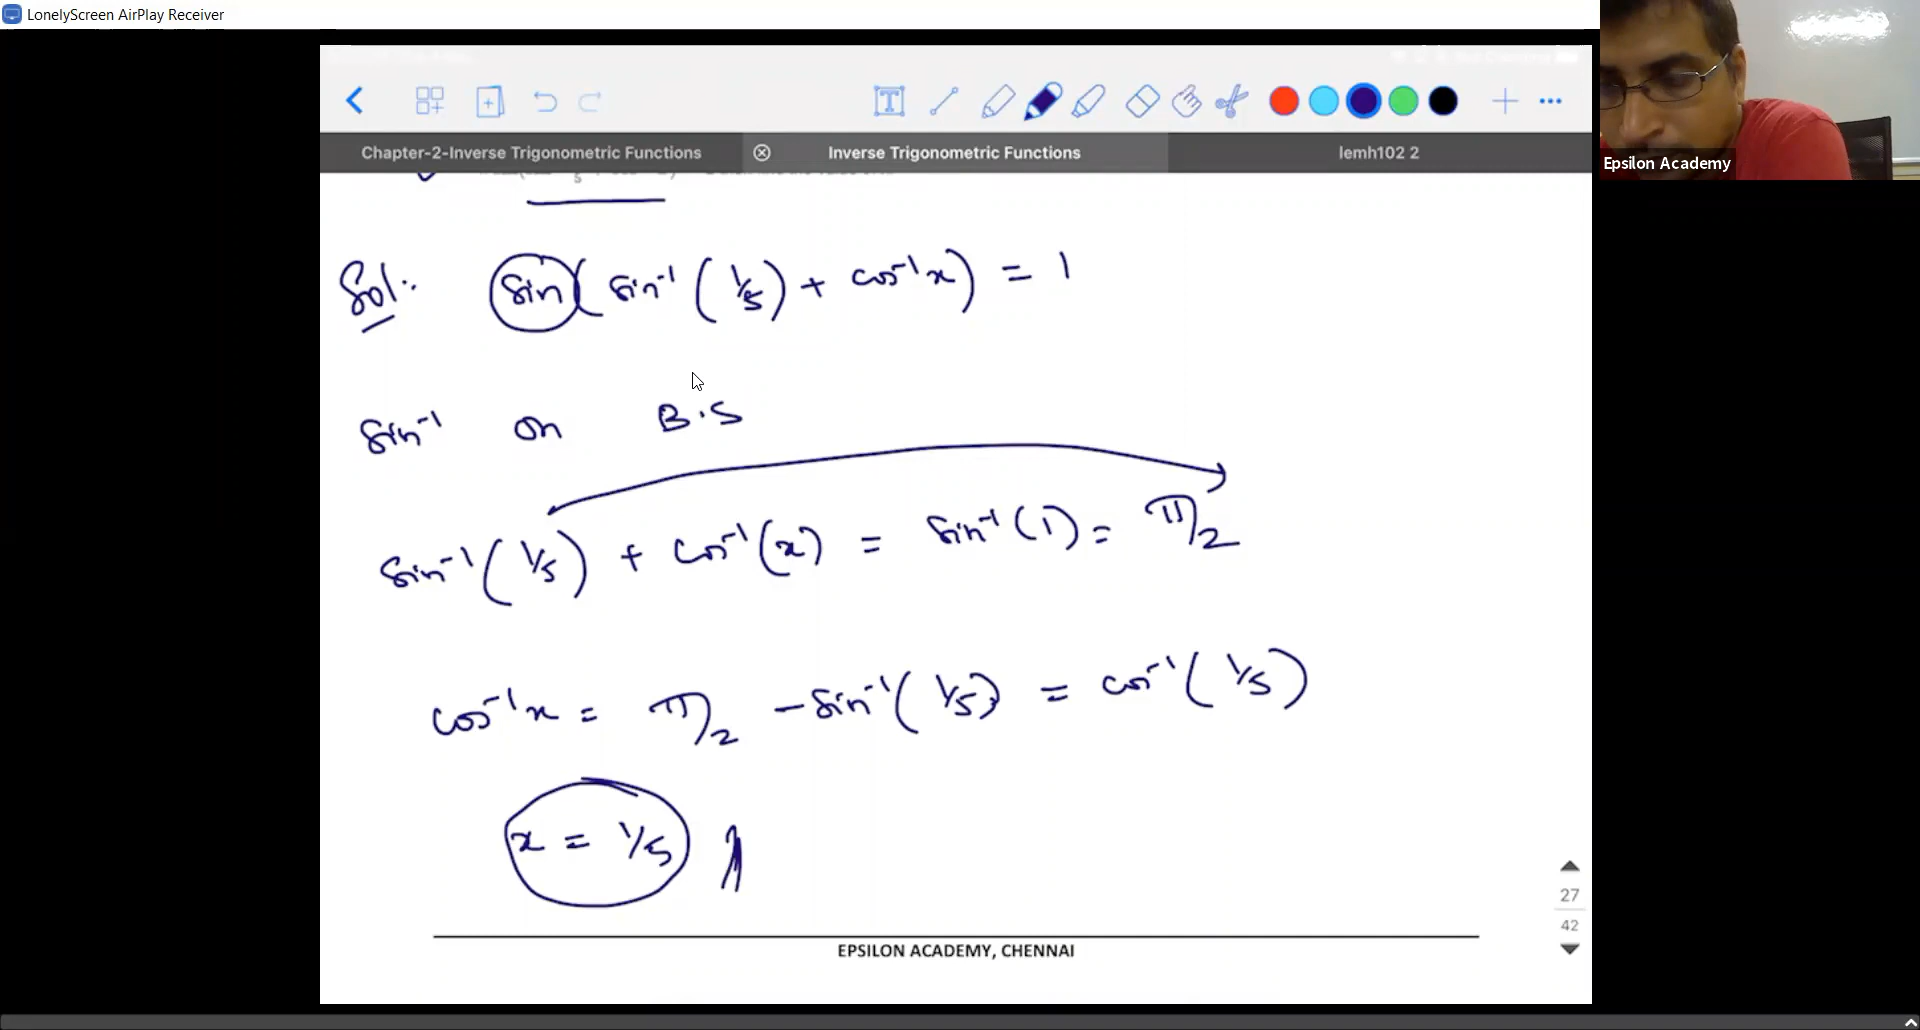 LonelyScreen AirPlay Receiver
Chapter-2-Inverse Trigonometric Functions
Inverse Trigonometric Functions
lemh102 2
Epsilon Academy
Sol:. sin(sin⁻¹(1/5) + cos⁻¹x) = 1
sin⁻¹ on B.S
sin⁻¹(1/5) + cos⁻¹(x) = sin⁻¹(1) = π/2
cos⁻¹x = π/2 - sin⁻¹(1/5) = cos⁻¹(1/5)
x = 1/5
27
42
EPSILON ACADEMY, CHENNAI